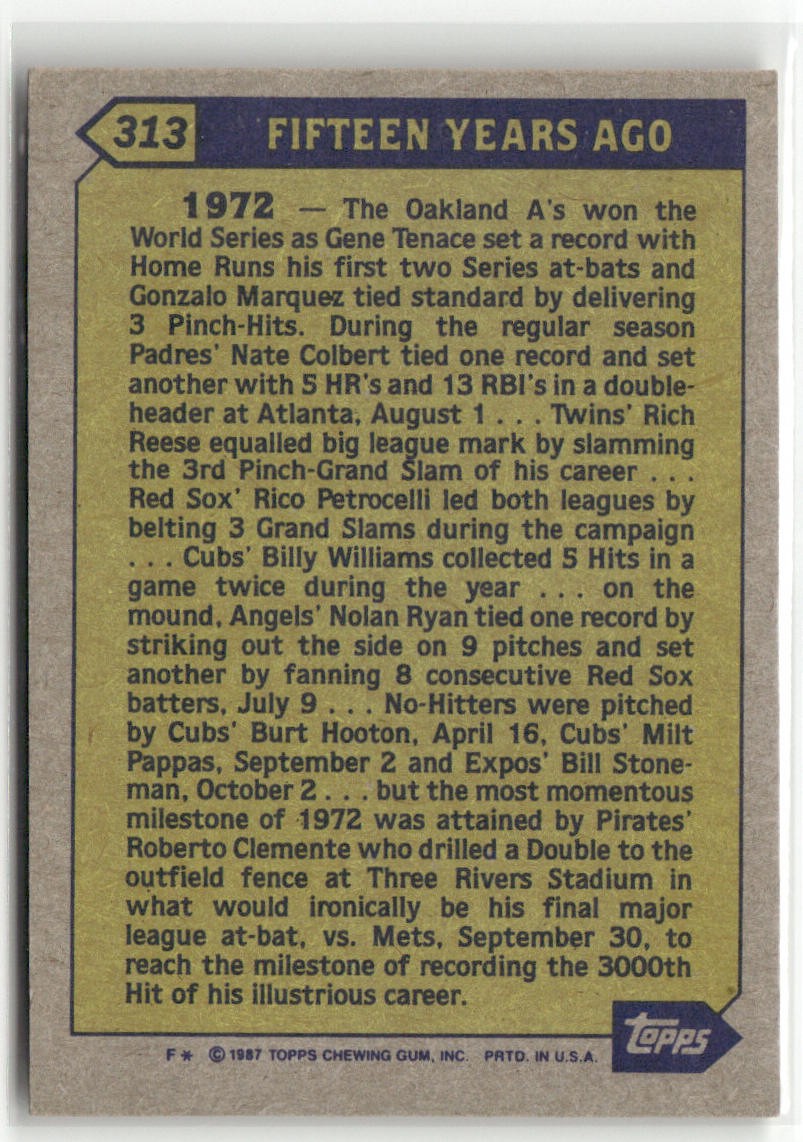 313 FIFTEEN YEARS AGO
1972 — The Oakland A's won the
World Series as Gene Tenace set a record with
Home Runs his first two Series at-bats and
Gonzalo Marquez tied standard by delivering
3 Pinch-Hits. During the regular season
Padres' Nate Colbert tied one record and set
another with 5 HR's and 13 RBI's in a double-
header at Atlanta, August 1 . . . Twins' Rich
Reese equalled big league mark by slamming
the 3rd Pinch-Grand Slam of his career . . .
Red Sox' Rico Petrocelli led both leagues by
belting 3 Grand Slams during the campaign
. . . Cubs' Billy Williams collected 5 Hits in a
game twice during the year . . . on the
mound, Angels' Nolan Ryan tied one record by
striking out the side on 9 pitches and set
another by fanning 8 consecutive Red Sox
batters, July 9 . . . No-Hitters were pitched
by Cubs' Burt Hooton, April 16, Cubs' Milt
Pappas, September 2 and Expos' Bill Stone-
man, October 2 . . . but the most momentous
milestone of 1972 was attained by Pirates'
Roberto Clemente who drilled a Double to the
outfield fence at Three Rivers Stadium in
what would ironically be his final major
league at-bat, vs. Mets, September 30, to
reach the milestone of recording the 3000th
Hit of his illustrious career.
topps
F* © 1987 TOPPS CHEWING GUM, INC. PRTD. IN U.S.A.